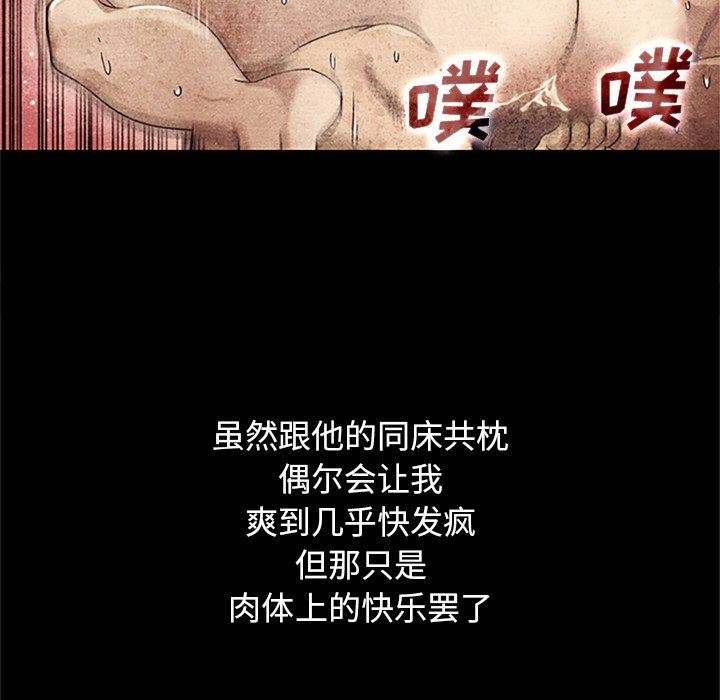 噗
噗
虽然跟他的同床共枕
偶尔会让我
爽到几乎快发疯
但那只是
肉体上的快乐罢了